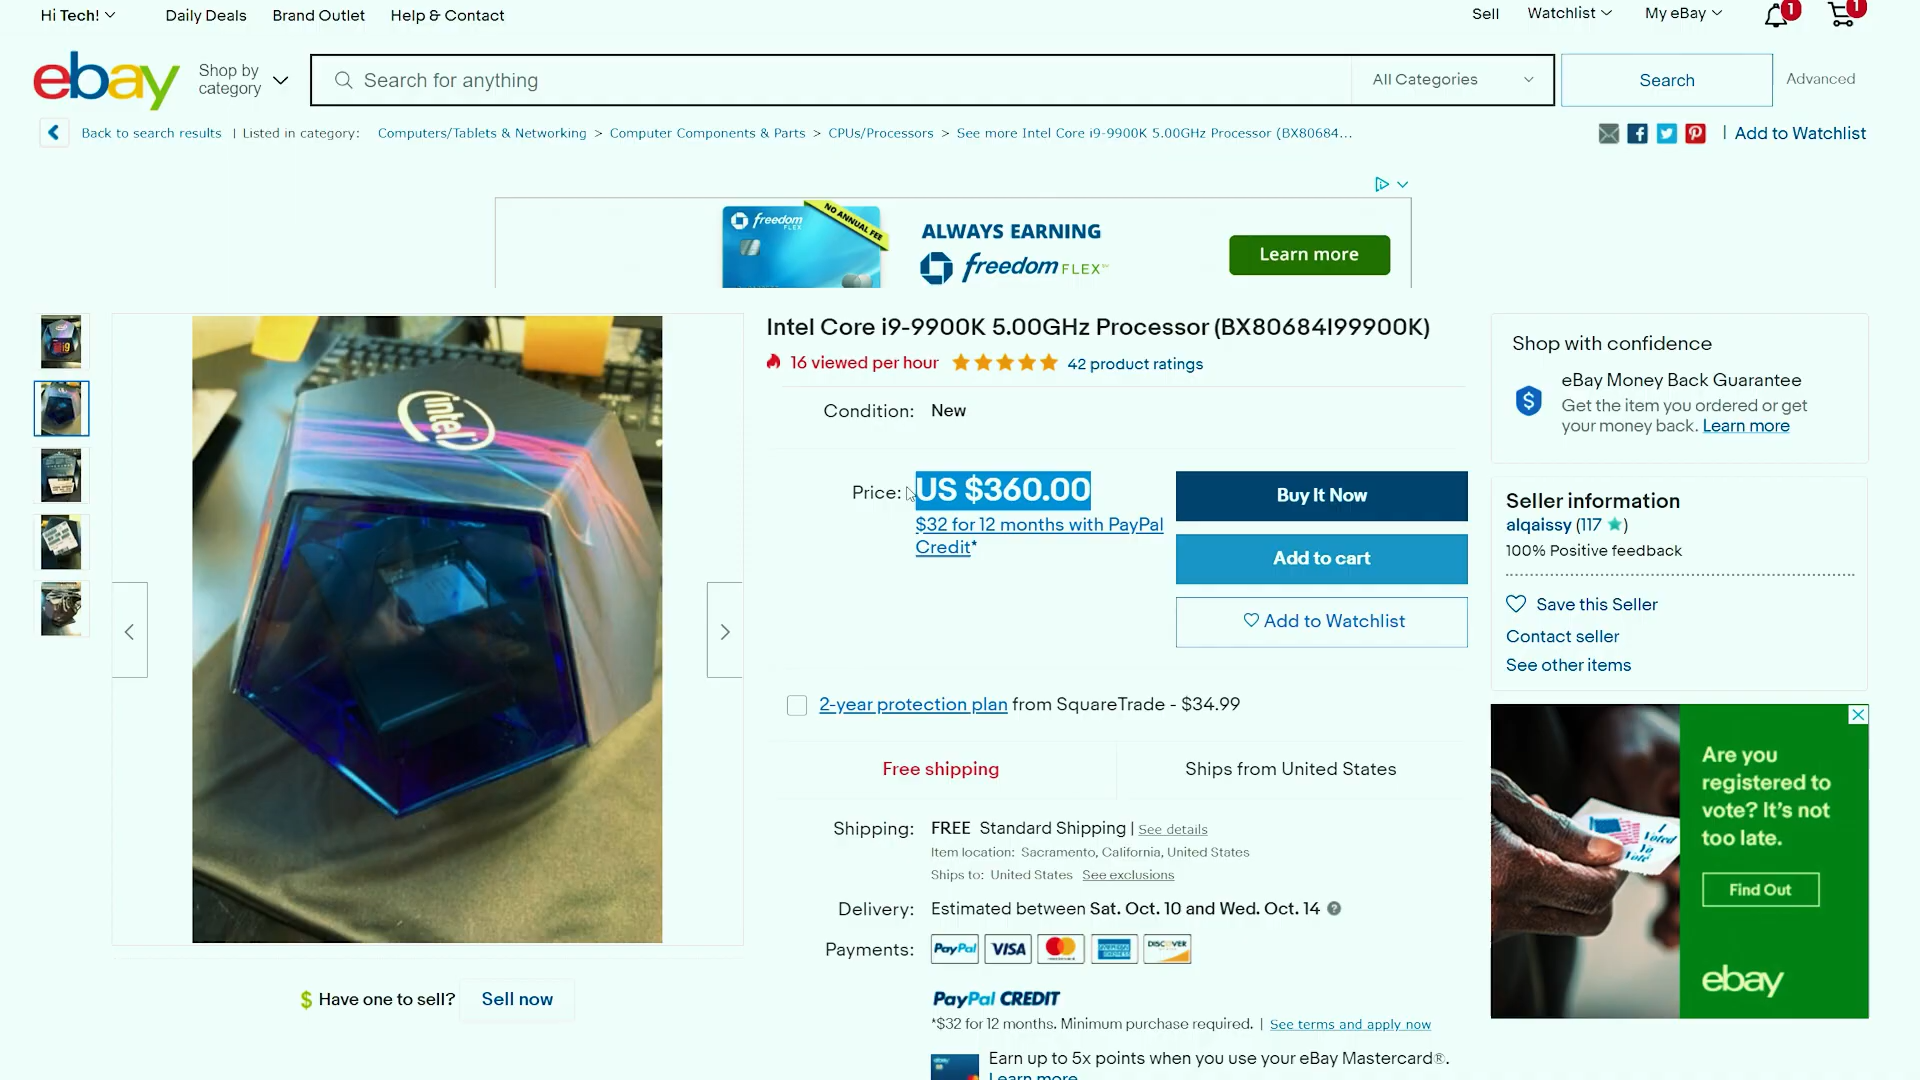 Hi Tech!
Daily Deals
Brand Outlet
Help & Contact
Sell
Watchlist
My eBay
1
1
ebay
Shop by category
Search for anything
All Categories
Search
Advanced
Back to search results | Listed in category: Computers/Tablets & Networking > Computer Components & Parts > CPUs/Processors > See more Intel Core i9-9900K 5.00GHz Processor (BX80684...
| Add to Watchlist
freedom
FLEX
NO ANNUAL FEE
ALWAYS EARNING
freedom FLEX
Learn more
Intel Core i9-9900K 5.00GHz Processor (BX80684I99900K)
16 viewed per hour
42 product ratings
Condition: New
Price: US $360.00
$32 for 12 months with PayPal
Credit*
Buy It Now
Add to cart
Add to Watchlist
2-year protection plan from SquareTrade - $34.99
Free shipping
Ships from United States
Shipping: FREE Standard Shipping | See details
Item location: Sacramento, California, United States
Ships to: United States See exclusions
Delivery: Estimated between Sat. Oct. 10 and Wed. Oct. 14 ?
Payments: PayPal VISA MasterCard AMERICAN EXPRESS DISCOVER
PayPal CREDIT
*$32 for 12 months. Minimum purchase required. | See terms and apply now
Earn up to 5x points when you use your eBay Mastercard®.
Learn more
intel
$ Have one to sell? Sell now
Shop with confidence
eBay Money Back Guarantee
Get the item you ordered or get
your money back. Learn more
Seller information
alqaissy (117)
100% Positive feedback
Save this Seller
Contact seller
See other items
Are you
registered to
vote? It's not
too late.
Find Out
ebay
I Voted